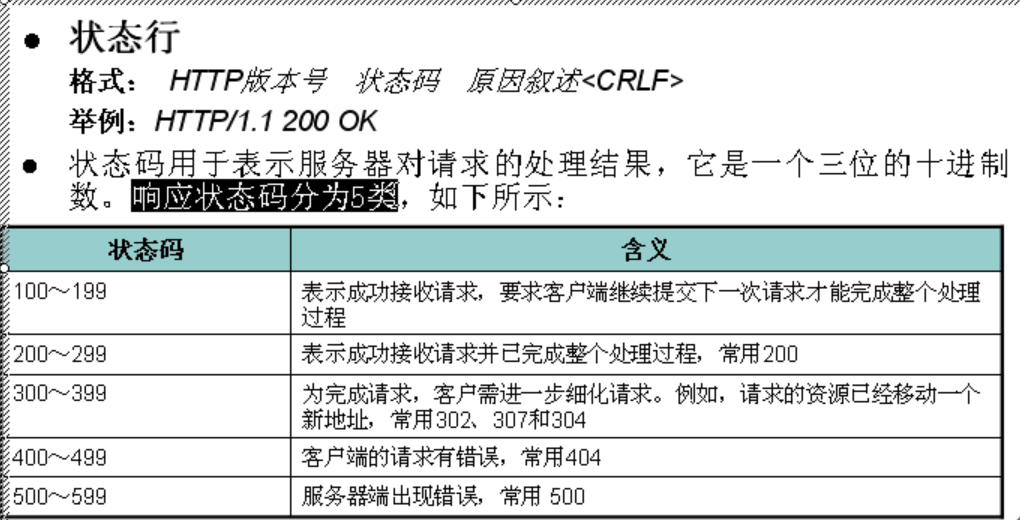 ● 状态行
格式： HTTP版本号 状态码 原因叙述<CRLF>
举例：HTTP/1.1 200 OK
● 状态码用于表示服务器对请求的处理结果，它是一个三位的十进制
数。响应状态码分为5类，如下所示：
状态码 含义
100～199 表示成功接收请求，要求客户端继续提交下一次请求才能完成整个处理
过程
200～299 表示成功接收请求并已完成整个处理过程，常用200
300～399 为完成请求，客户需进一步细化请求。例如，请求的资源已经移动一个
新地址，常用302、307和304
400～499 客户端的请求有错误，常用404
500～599 服务器端出现错误，常用 500